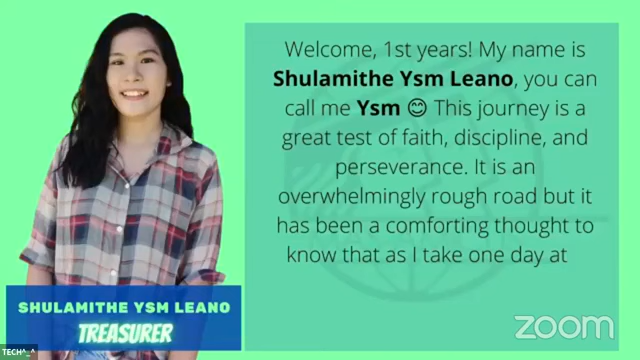 Welcome, 1st years! My name is
Shulamithe Ysm Leano, you can
call me Ysm 😊 This journey is a
great test of faith, discipline, and
perseverance. It is an
overwhelmingly rough road but it
has been a comforting thought to
know that as I take one day at
SHULAMITHE YSM LEANO
TREASURER
TECH^_^
zoom